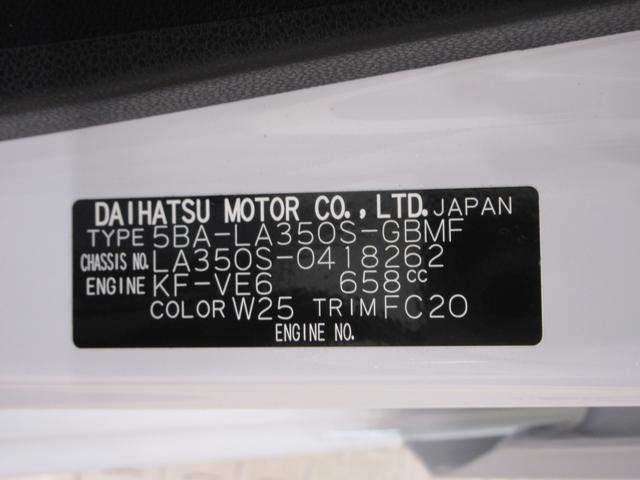 DAIHATSU MOTOR CO., LTD. JAPAN
TYPE 5BA-LA350S-GBMF
CHASSIS NO. LA350S-0418262
ENGINE KF-VE6 658cc
COLOR W25 TRIM FC20
ENGINE NO.